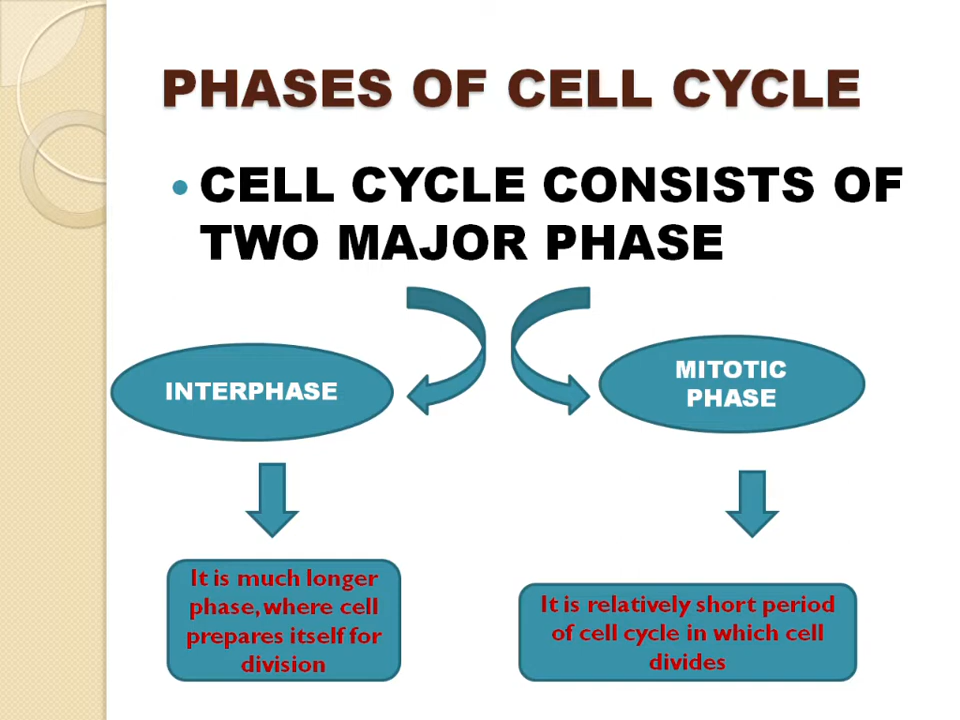 PHASES OF CELL CYCLE
• CELL CYCLE CONSISTS OF
TWO MAJOR PHASE
INTERPHASE
MITOTIC
PHASE
It is much longer
phase, where cell
prepares itself for
division
It is relatively short period
of cell cycle in which cell
divides